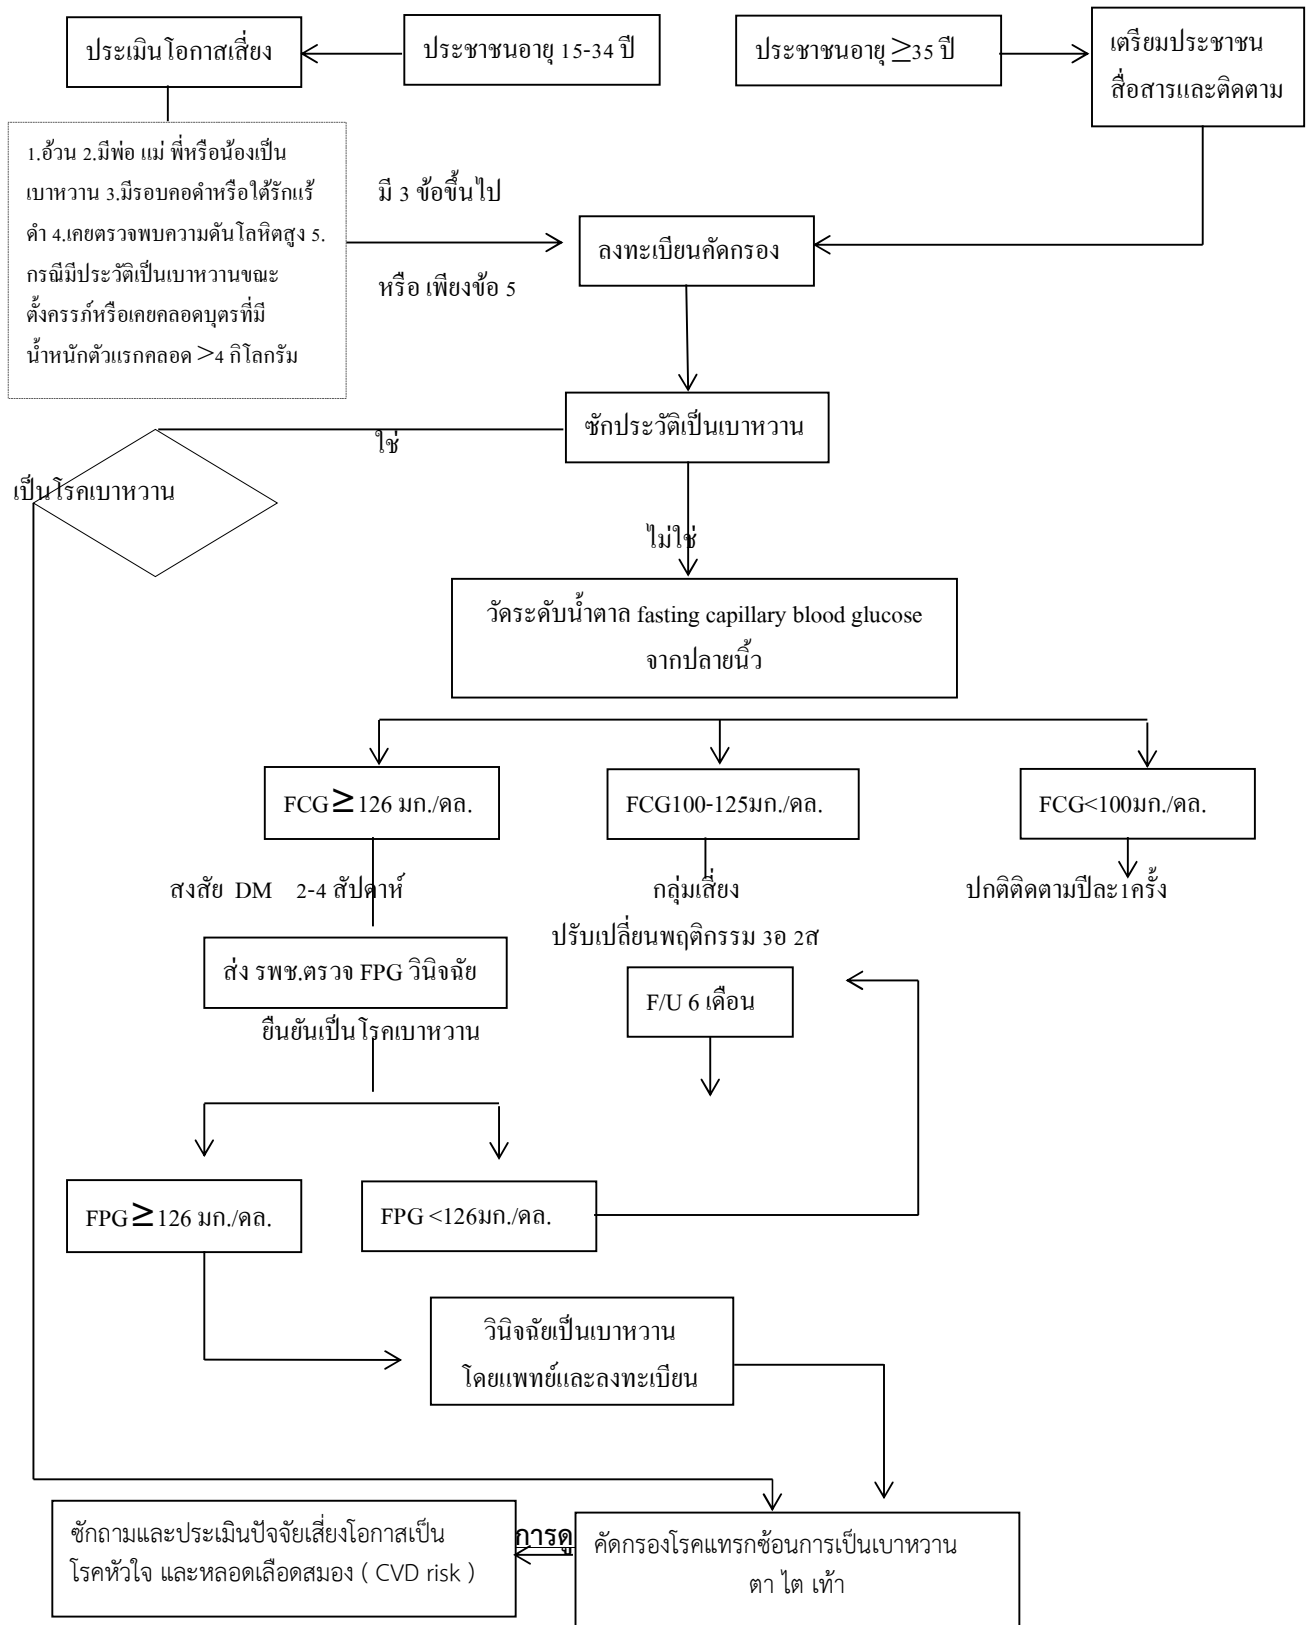 ประเมินโอกาสเสี่ยง
ประชาชนอายุ 15-34 ปี
ประชาชนอายุ ≥35 ปี
เตรียมประชาชน
สื่อสารและติดตาม
1.อ้วน 2.มีพ่อ แม่ พี่หรือน้องเป็น
เบาหวาน 3.มีรอบคอดำหรือใต้รักแร้
ดำ 4.เคยตรวจพบความดันโลหิตสูง 5.
กรณีมีประวัติเป็นเบาหวานขณะ
ตั้งครรภ์หรือเคยคลอดบุตรที่มี
น้ำหนักตัวแรกคลอด >4 กิโลกรัม
มี 3 ข้อขึ้นไป
หรือ เพียงข้อ 5
ลงทะเบียนคัดกรอง
ซักประวัติเป็นเบาหวาน
ใช่
เป็นโรคเบาหวาน
ไม่ใช่
วัดระดับน้ำตาล fasting capillary blood glucose
จากปลายนิ้ว
FCG ≥ 126 มก./ดล.
FCG100-125มก./ดล.
FCG<100มก./ดล.
สงสัย DM 2-4 สัปดาห์
กลุ่มเสี่ยง
ปกติติดตามปีละ1ครั้ง
ปรับเปลี่ยนพฤติกรรม 3อ 2ส
ส่ง รพช.ตรวจ FPG วินิจฉัย
F/U 6 เดือน
ยืนยันเป็นโรคเบาหวาน
FPG ≥ 126 มก./ดล.
FPG <126มก./ดล.
วินิจฉัยเป็นเบาหวาน
โดยแพทย์และลงทะเบียน
ซักถามและประเมินปัจจัยเสี่ยงโอกาสเป็น
โรคหัวใจ และหลอดเลือดสมอง ( CVD risk )
การดู
คัดกรองโรคแทรกซ้อนการเป็นเบาหวาน
ตา ไต เท้า